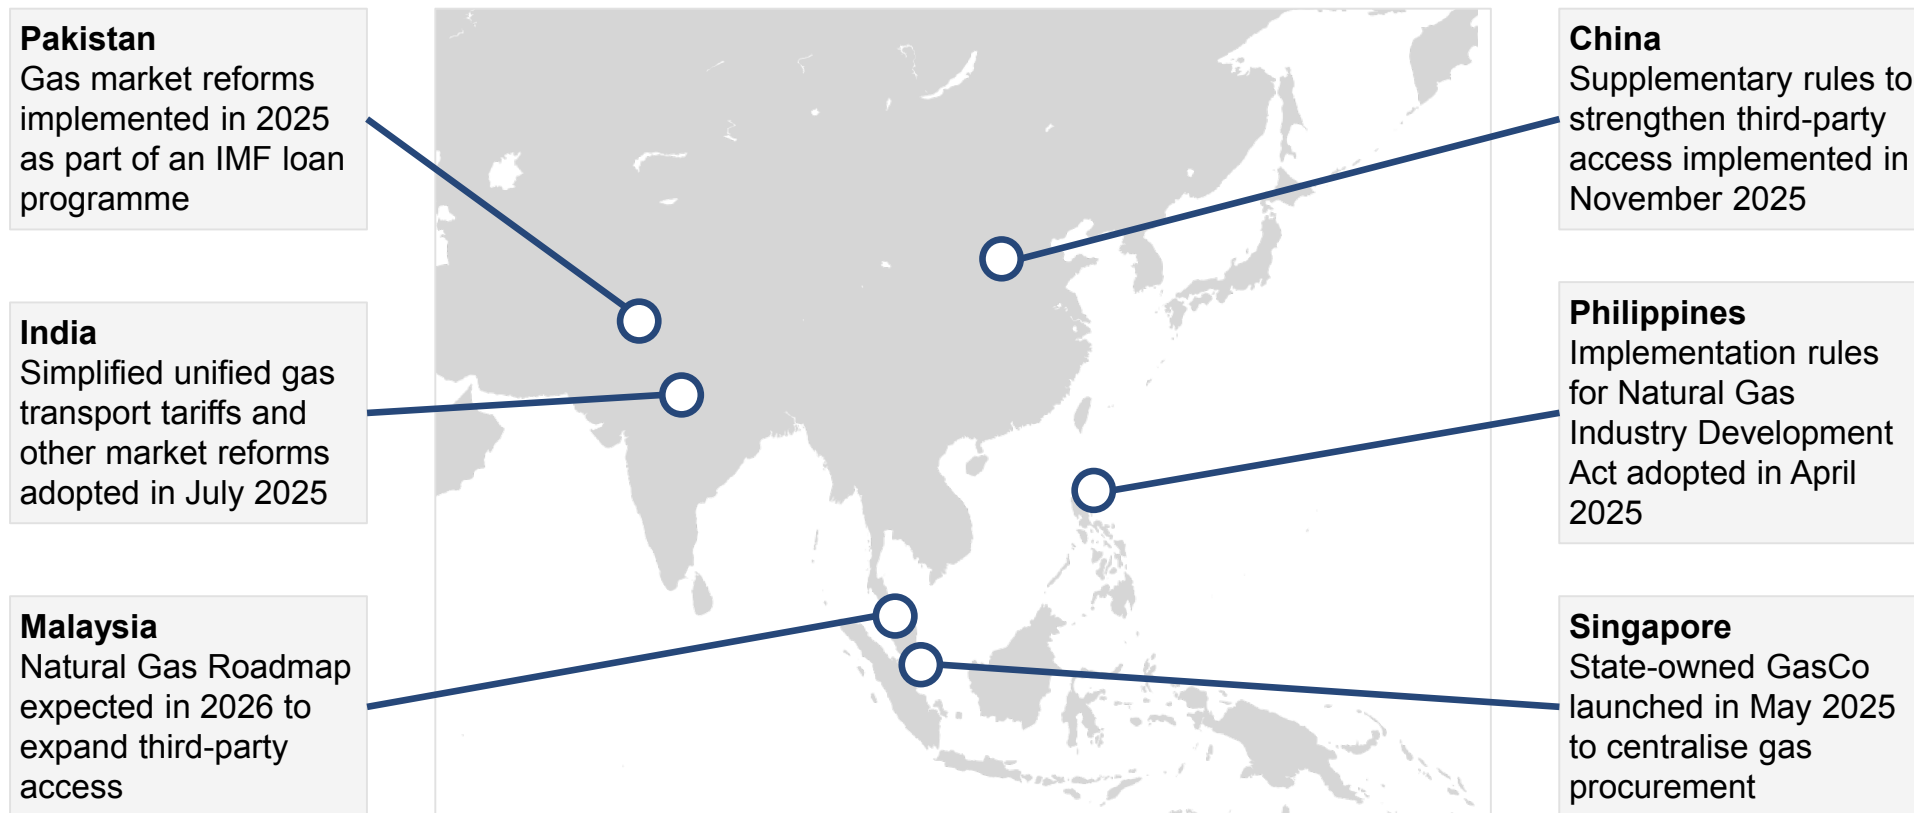 Pakistan
Gas market reforms
implemented in 2025
as part of an IMF loan
programme
India
Simplified unified gas
transport tariffs and
other market reforms
adopted in July 2025
Malaysia
Natural Gas Roadmap
expected in 2026 to
expand third-party
access
China
Supplementary rules to
strengthen third-party
access implemented in
November 2025
Philippines
Implementation rules
for Natural Gas
Industry Development
Act adopted in April
2025
Singapore
State-owned GasCo
launched in May 2025
to centralise gas
procurement